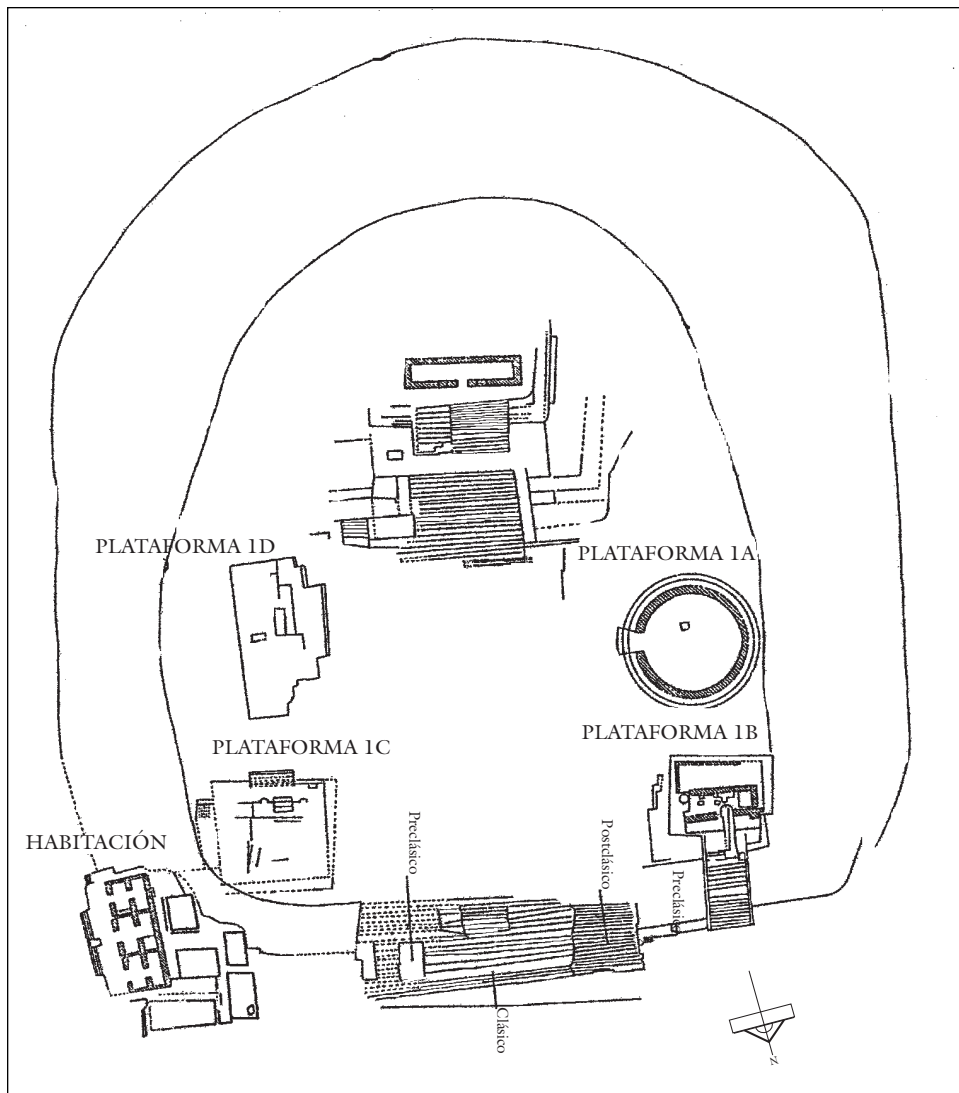 PLATAFORMA 1D
PLATAFORMA 1A
PLATAFORMA 1C
PLATAFORMA 1B
HABITACIÓN
Preclásico
Postclásico
Preclásico
Clásico
N